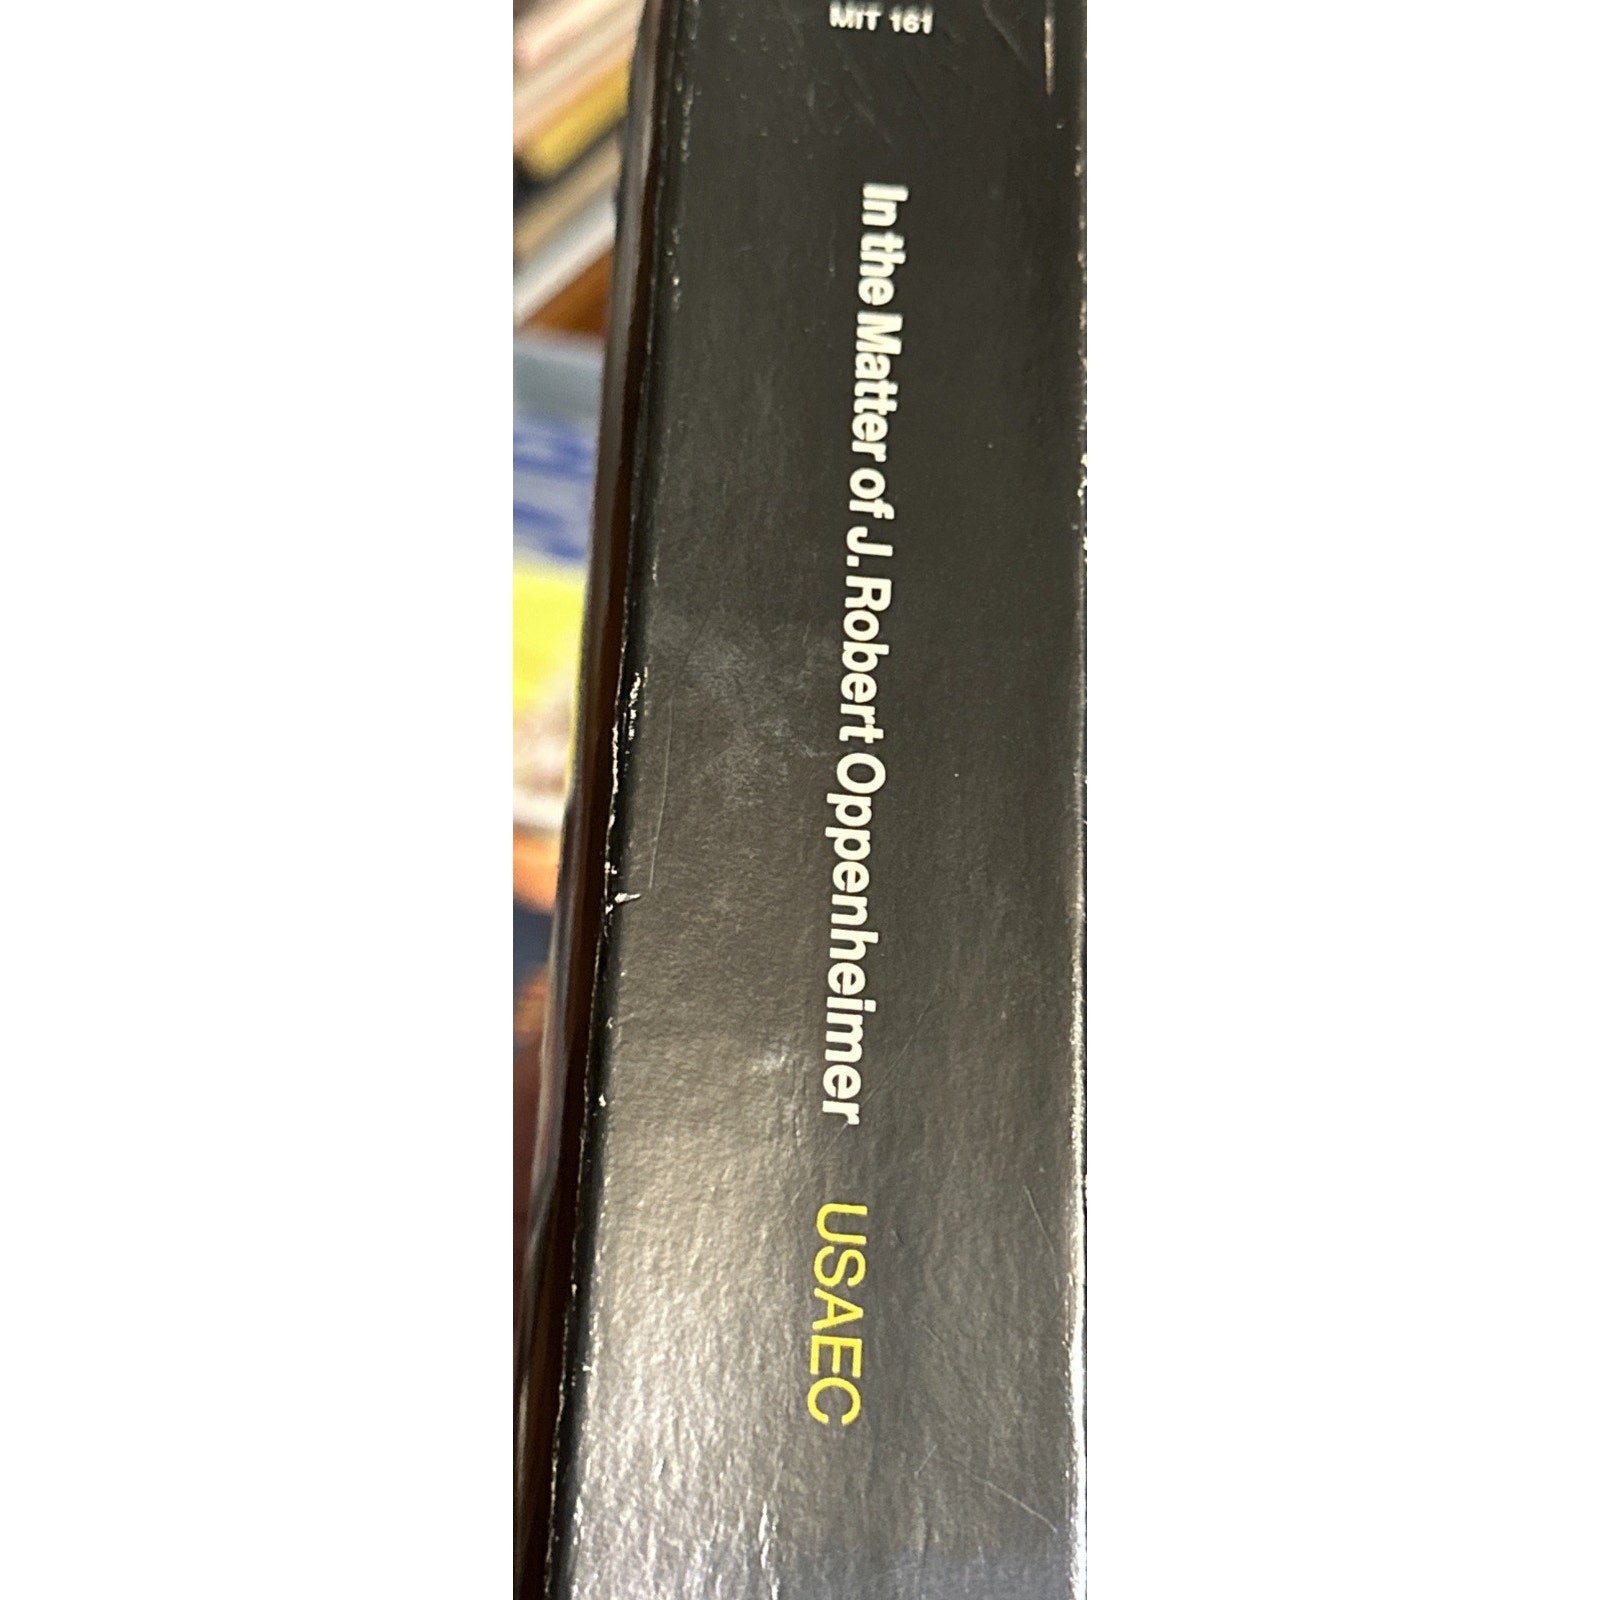 MIT 161
In the Matter of J. Robert Oppenheimer USAEC